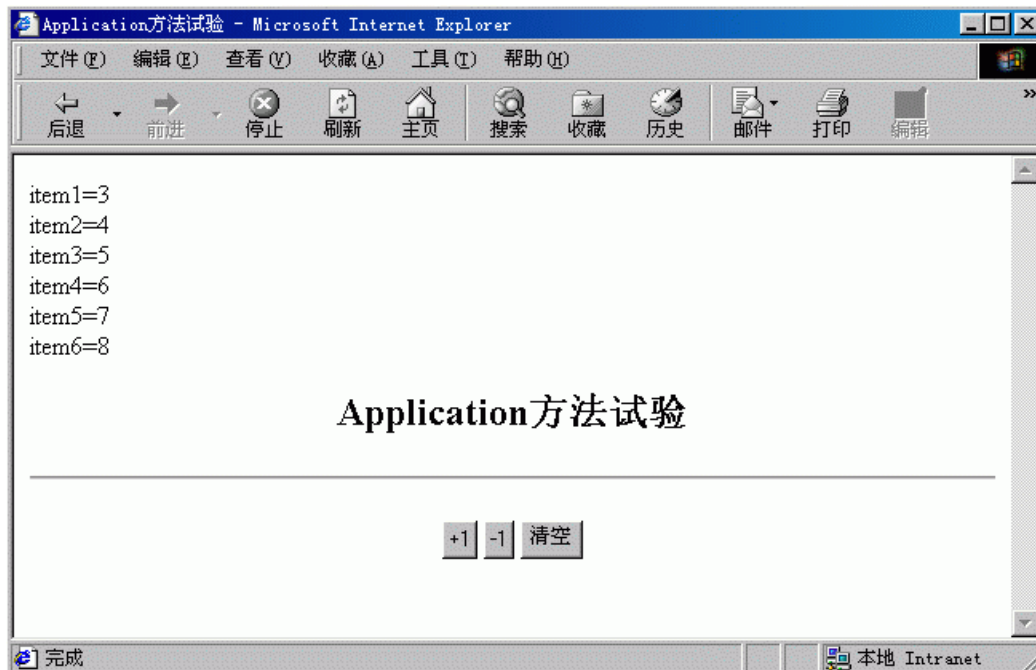 Application方法试验 - Microsoft Internet Explorer
文件(F) 编辑(E) 查看(V) 收藏(A) 工具(T) 帮助(H)
后退 前进 停止 刷新 主页 搜索 收藏 历史 邮件 打印 编辑 »
item1=3
item2=4
item3=5
item4=6
item5=7
item6=8
Application方法试验
+1 -1 清空
完成 本地 Intranet